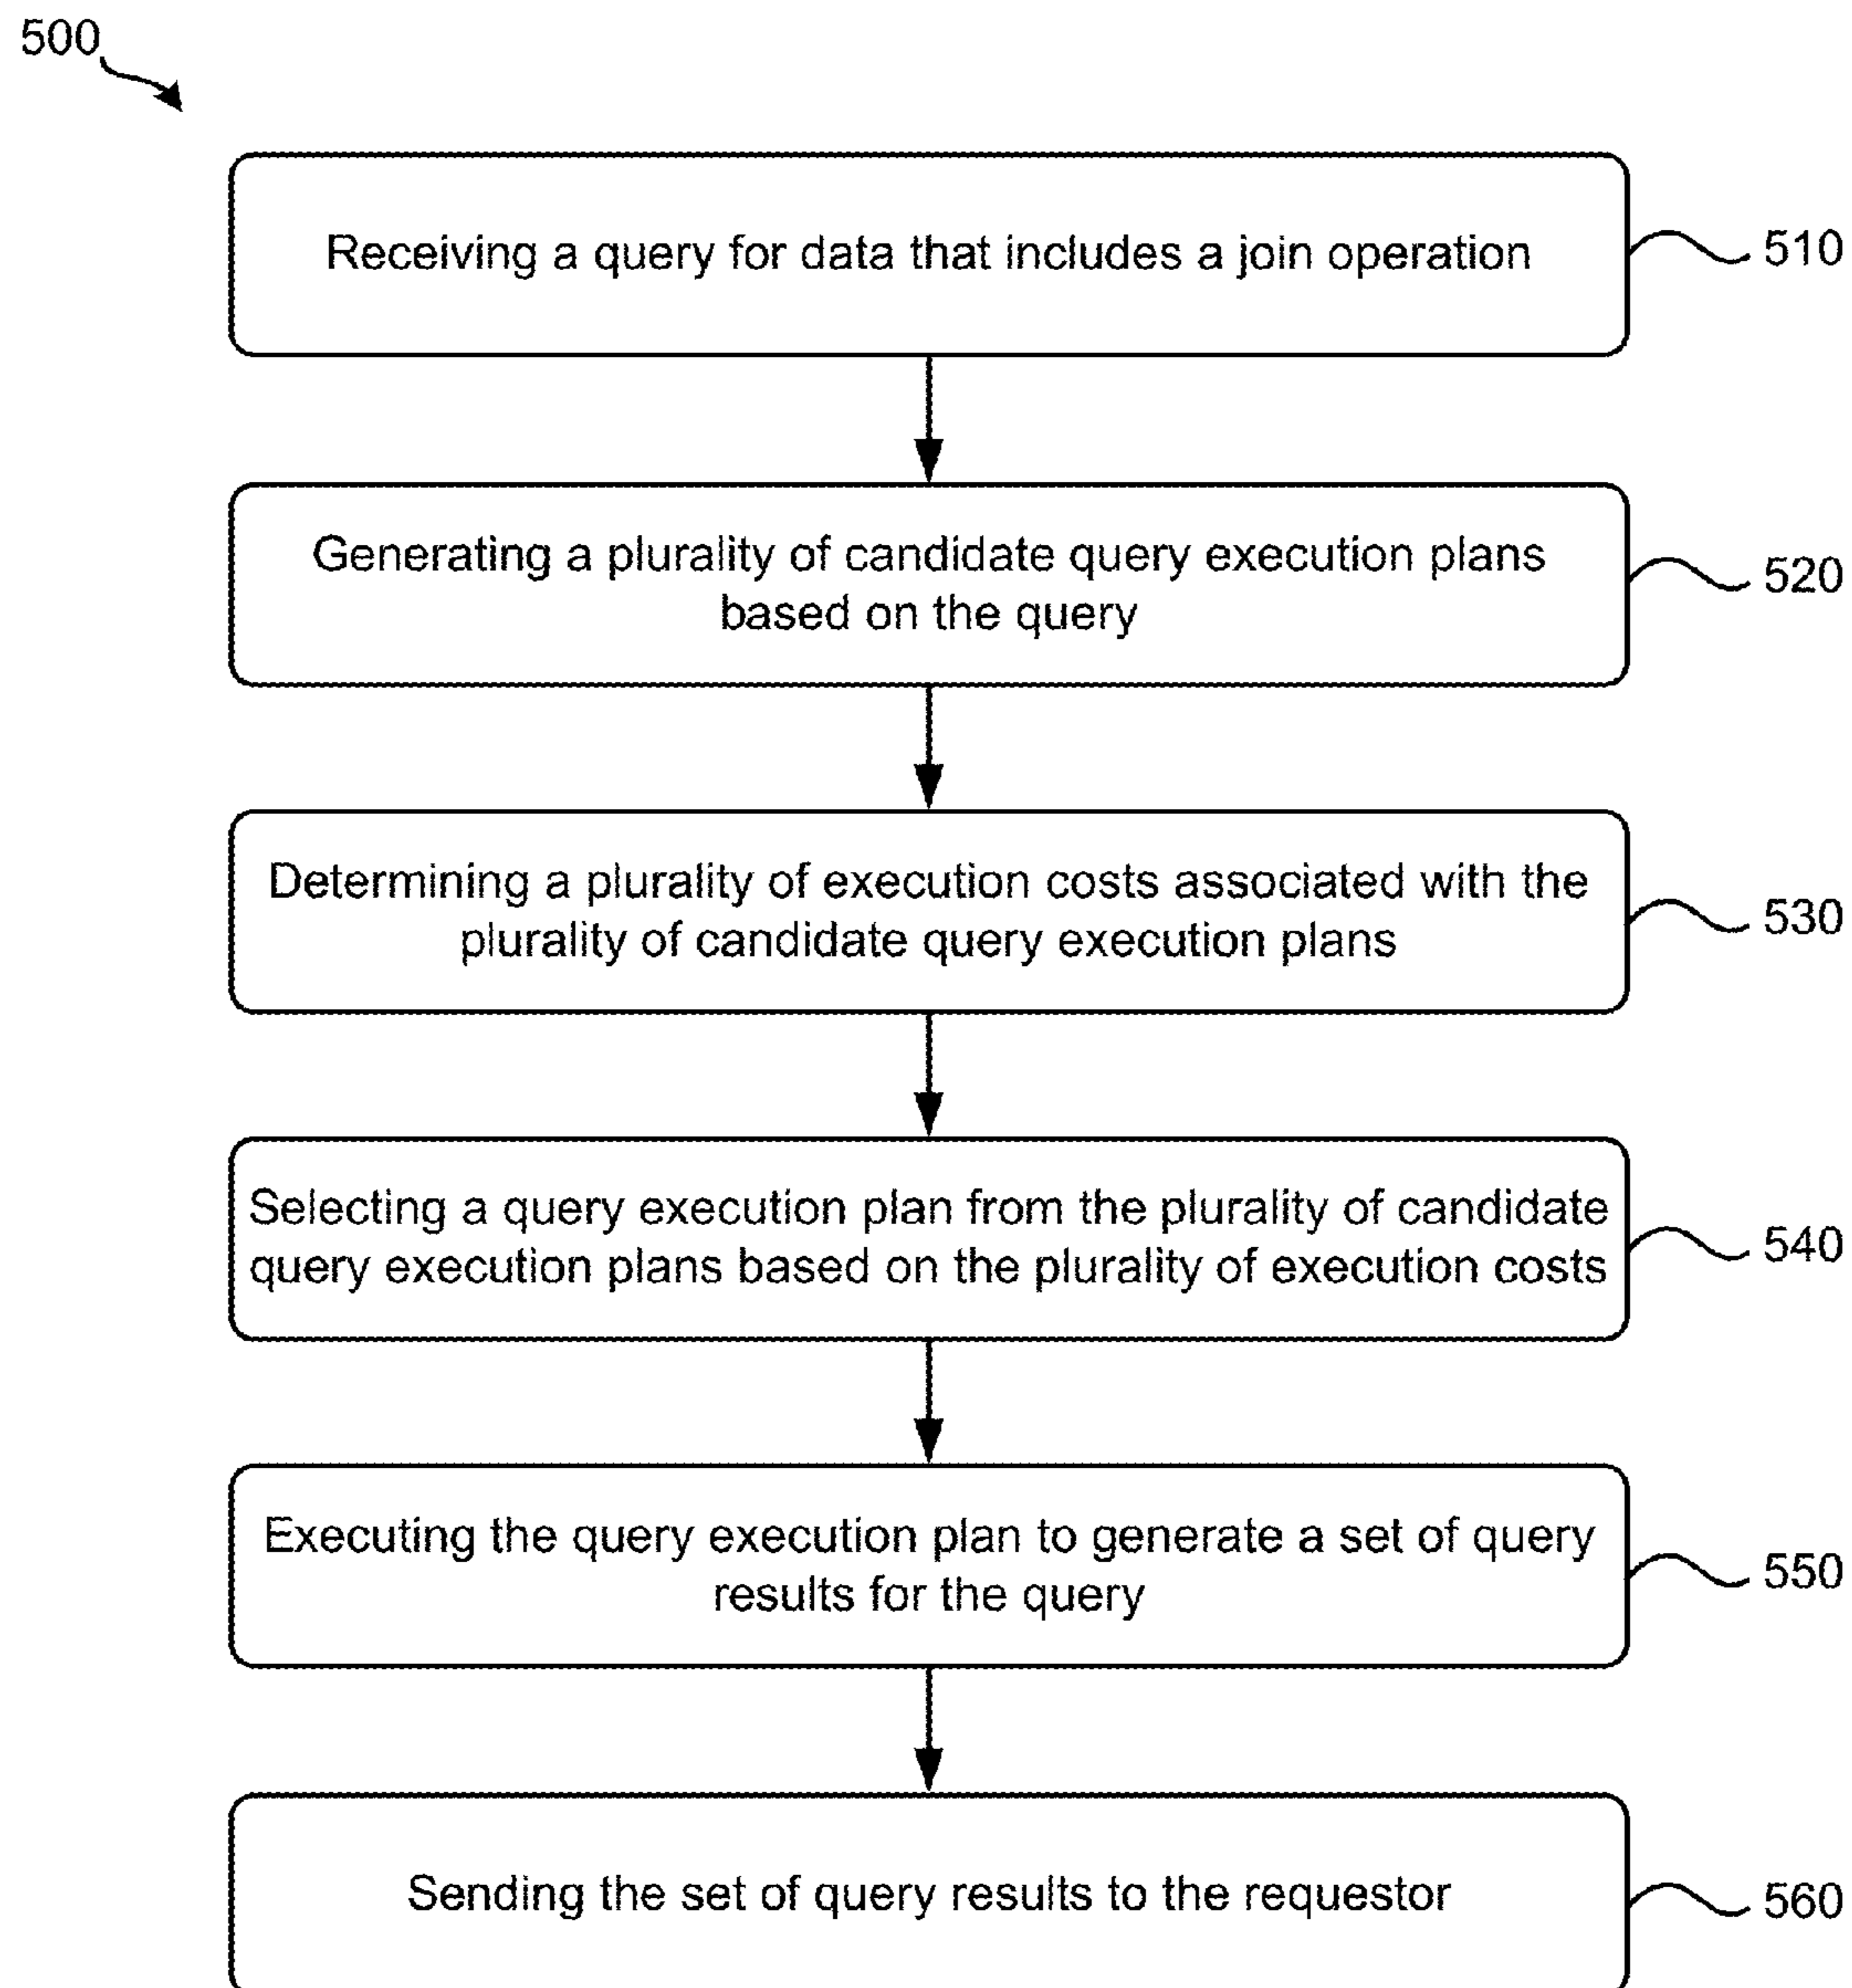 500
Receiving a query for data that includes a join operation
510
Generating a plurality of candidate query execution plans
based on the query
520
Determining a plurality of execution costs associated with the
plurality of candidate query execution plans
530
Selecting a query execution plan from the plurality of candidate
query execution plans based on the plurality of execution costs
540
Executing the query execution plan to generate a set of query
results for the query
550
Sending the set of query results to the requestor
560